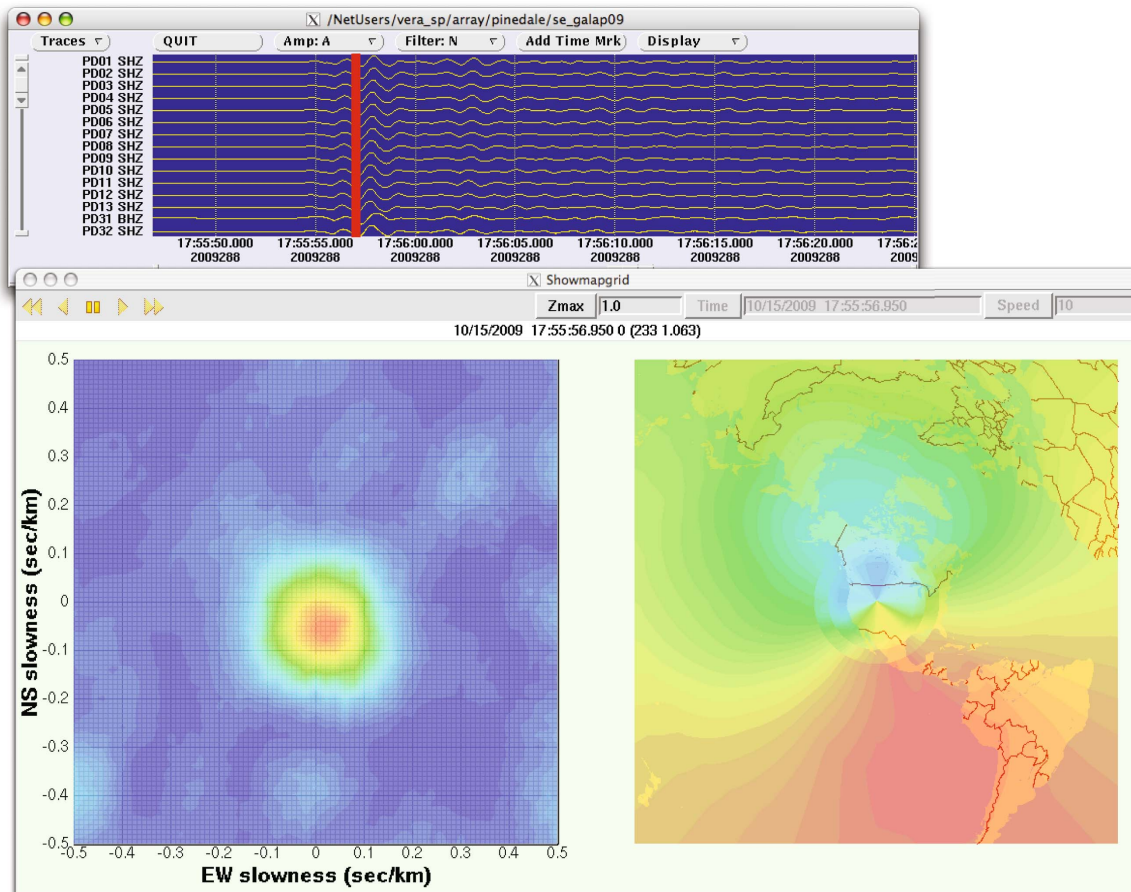 /NetUsers/vera_sp/array/pinedale/se_galap09
Traces QUIT Amp: A Filter: N Add Time Mrk Display
PD01 SHZ
PD02 SHZ
PD03 SHZ
PD04 SHZ
PD05 SHZ
PD06 SHZ
PD07 SHZ
PD08 SHZ
PD09 SHZ
PD10 SHZ
PD11 SHZ
PD12 SHZ
PD13 SHZ
PD31 BHZ
PD32 SHZ
17:55:50.000 17:55:55.000 17:56:00.000 17:56:05.000 17:56:10.000 17:56:15.000 17:56:20.000 17:56:2
2009288 2009288 2009288 2009288 2009288 2009288 2009288 20092
Showmapgrid
Zmax 1.0 Time 10/15/2009 17:55:56.950 Speed 10
10/15/2009 17:55:56.950 0 (233 1.063)
0.5
0.4
0.3
0.2
0.1
0
-0.1
-0.2
-0.3
-0.4
-0.5
NS slowness (sec/km)
-0.5 -0.4 -0.3 -0.2 -0.1 0 0.1 0.2 0.3 0.4 0.5
EW slowness (sec/km)